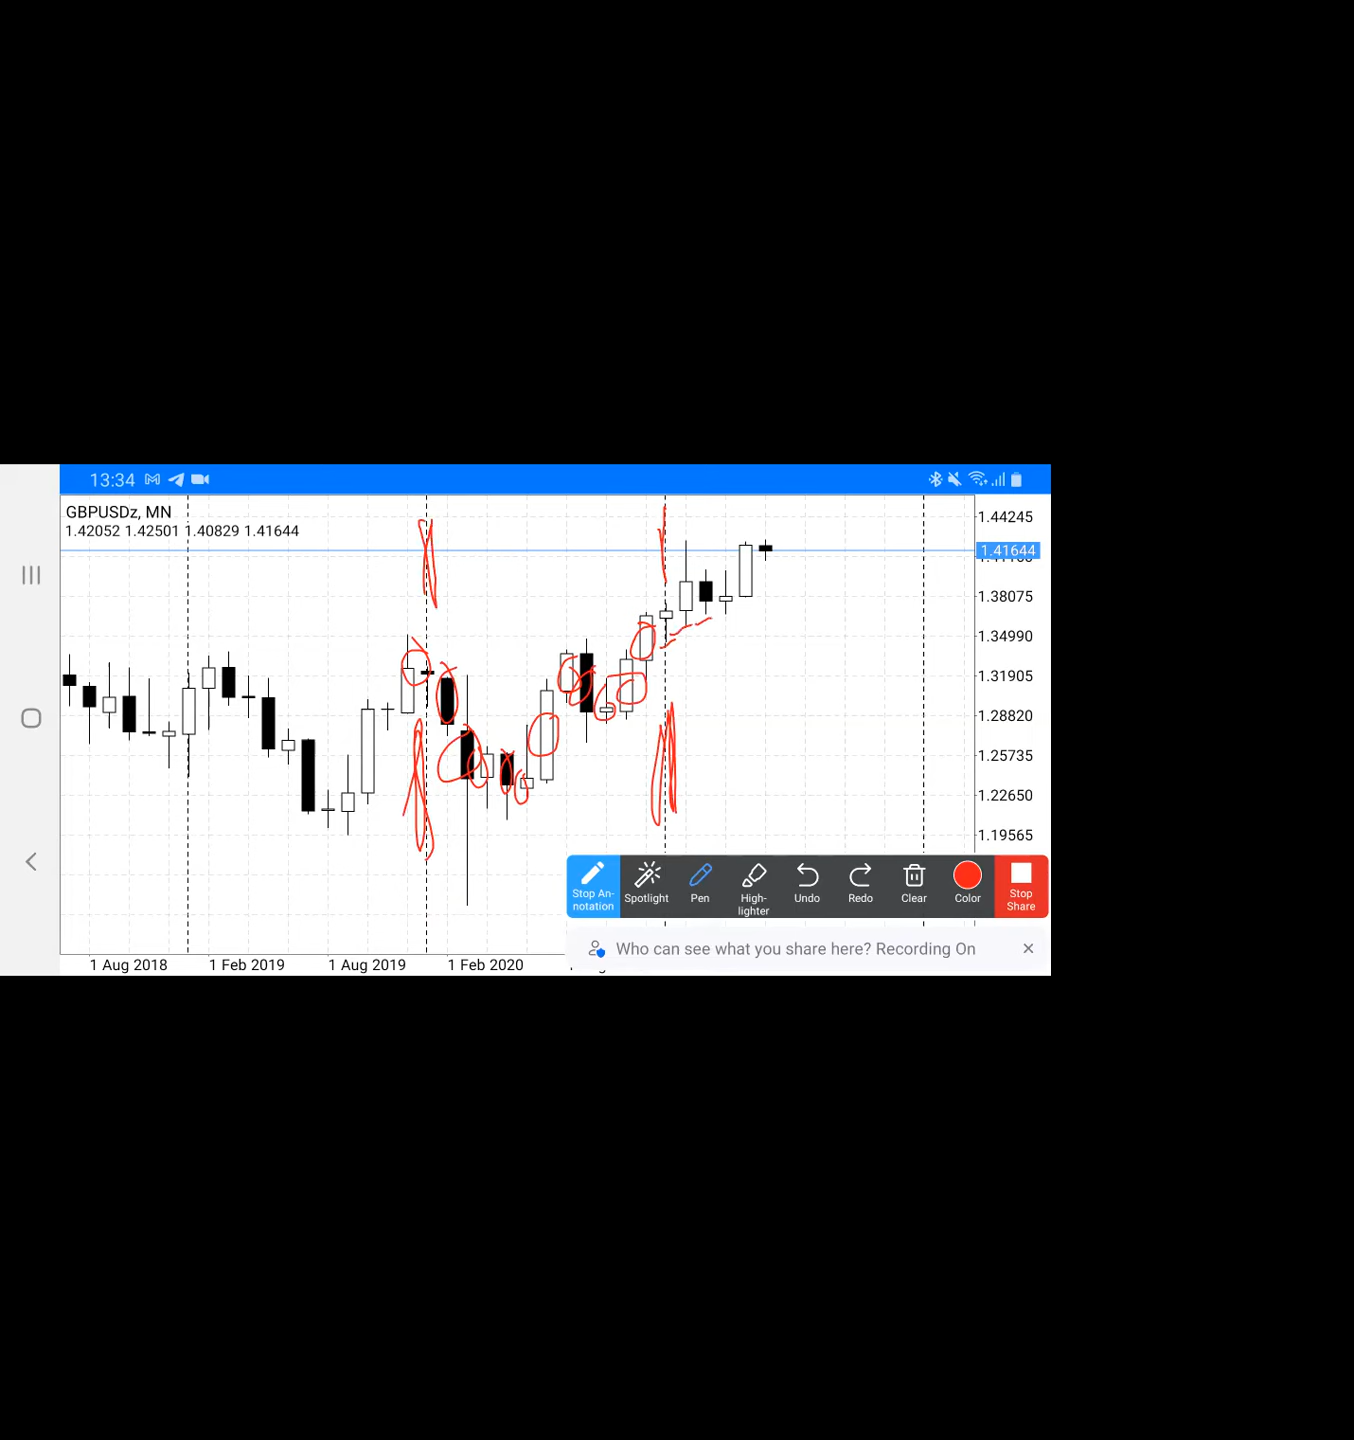 13:34
GBPUSDz, MN
1.42052 1.42501 1.40829 1.41644
1.44245
1.41644
1.38075
1.34990
1.31905
1.28820
1.25735
1.22650
1.19565
Stop An-
notation
Spotlight
Pen
High-
lighter
Undo
Redo
Clear
Color
Stop
Share
Who can see what you share here? Recording On
1 Aug 2018 1 Feb 2019 1 Aug 2019 1 Feb 2020